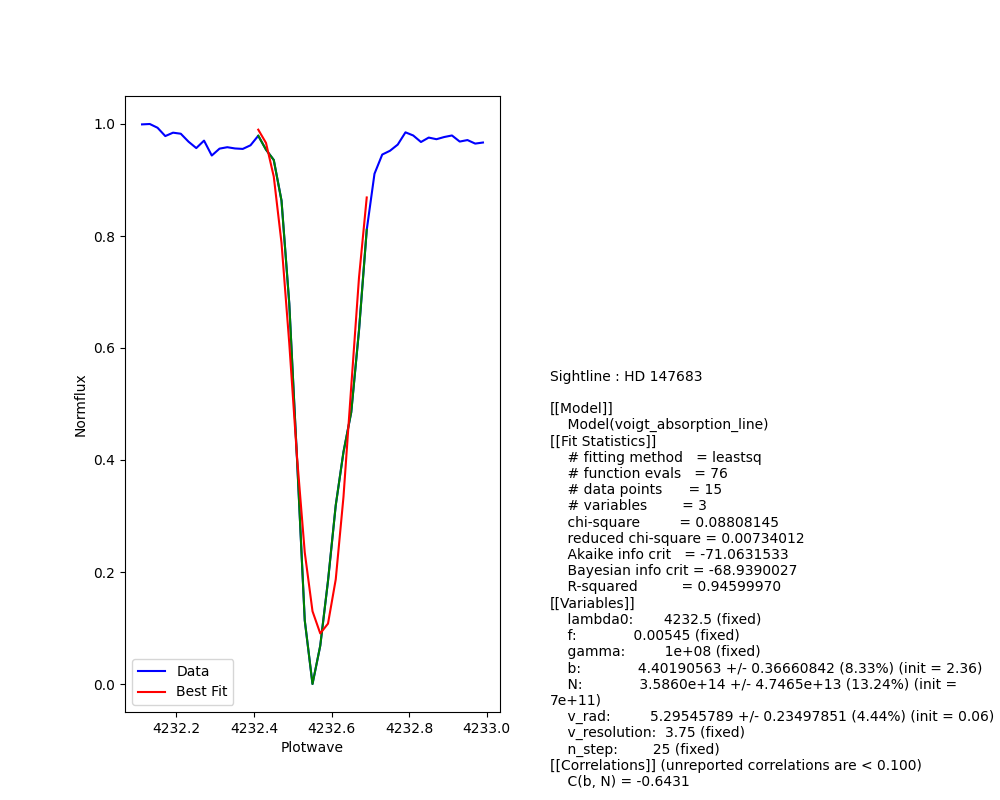 1.0
0.8
0.6
0.4
0.2
0.0
Normflux
Data
Best Fit
4232.2
4232.4
4232.6
4232.8
4233.0
Plotwave
Sightline : HD 147683
[[Model]]
Model(voigt_absorption_line)
[[Fit Statistics]]
# fitting method = leastsq
# function evals = 76
# data points = 15
# variables = 3
chi-square = 0.08808145
reduced chi-square = 0.00734012
Akaike info crit = -71.0631533
Bayesian info crit = -68.9390027
R-squared = 0.94599970
[[Variables]]
lambda0: 4232.5 (fixed)
f: 0.00545 (fixed)
gamma: 1e+08 (fixed)
b: 4.40190563 +/- 0.36660842 (8.33%) (init = 2.36)
N: 3.5860e+14 +/- 4.7465e+13 (13.24%) (init =
7e+11)
v_rad: 5.29545789 +/- 0.23497851 (4.44%) (init = 0.06)
v_resolution: 3.75 (fixed)
n_step: 25 (fixed)
[[Correlations]] (unreported correlations are < 0.100)
C(b, N) = -0.6431